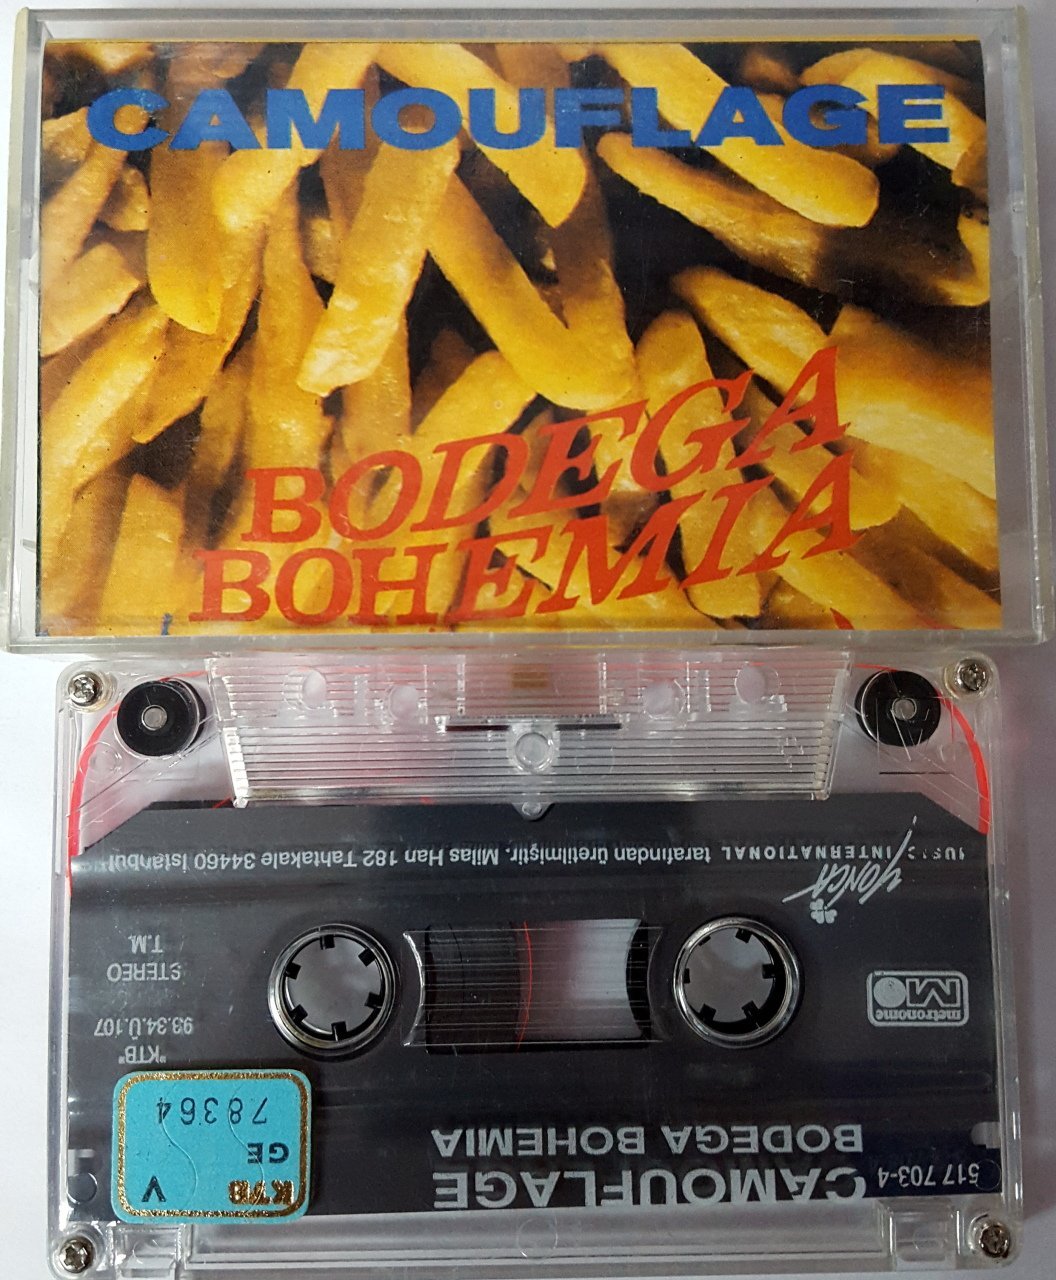 CAMOUFLAGE
BODEGA
BOHEMIA
517 703-4
CAMOUFLAGE
BODEGA BOHEMIA
KTB
V
GE
78364
"KTB"
93.34.Ü.107
STEREO
T.M
metronome
M
YONCA
INTERNATIONAL tarafından üretilmiştir. Milas Han 182 Tahtakale 34460 İstanbul